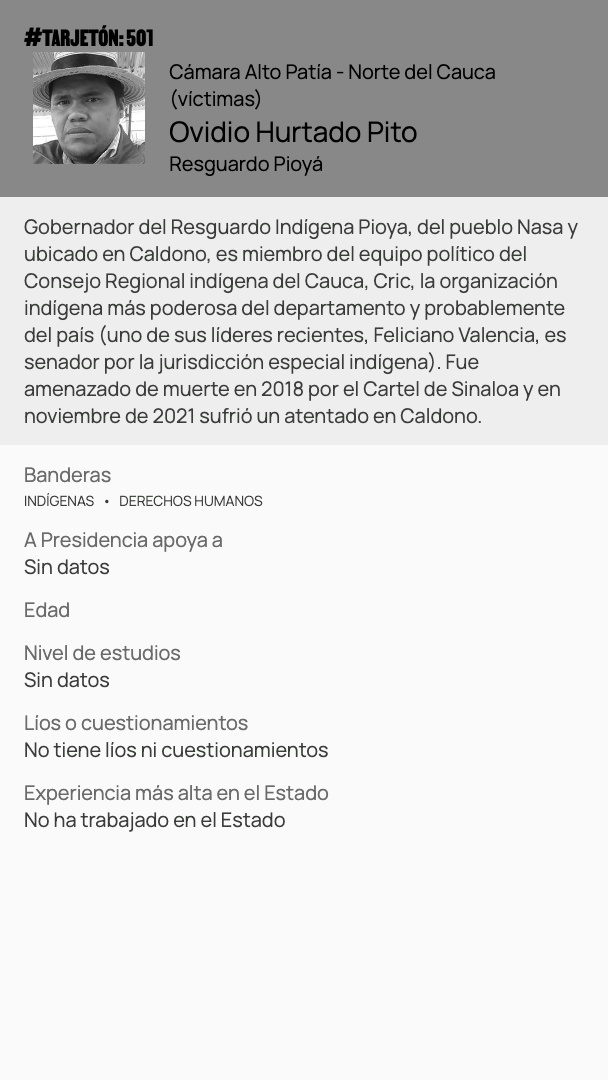 #TARJETÓN: 501
Cámara Alto Patía - Norte del Cauca
(víctimas)
Ovidio Hurtado Pito
Resguardo Pioyá
Gobernador del Resguardo Indígena Pioya, del pueblo Nasa y
ubicado en Caldono, es miembro del equipo político del
Consejo Regional indígena del Cauca, Cric, la organización
indígena más poderosa del departamento y probablemente
del país (uno de sus líderes recientes, Feliciano Valencia, es
senador por la jurisdicción especial indígena). Fue
amenazado de muerte en 2018 por el Cartel de Sinaloa y en
noviembre de 2021 sufrió un atentado en Caldono.
Banderas
INDÍGENAS • DERECHOS HUMANOS
A Presidencia apoya a
Sin datos
Edad
Nivel de estudios
Sin datos
Líos o cuestionamientos
No tiene líos ni cuestionamientos
Experiencia más alta en el Estado
No ha trabajado en el Estado